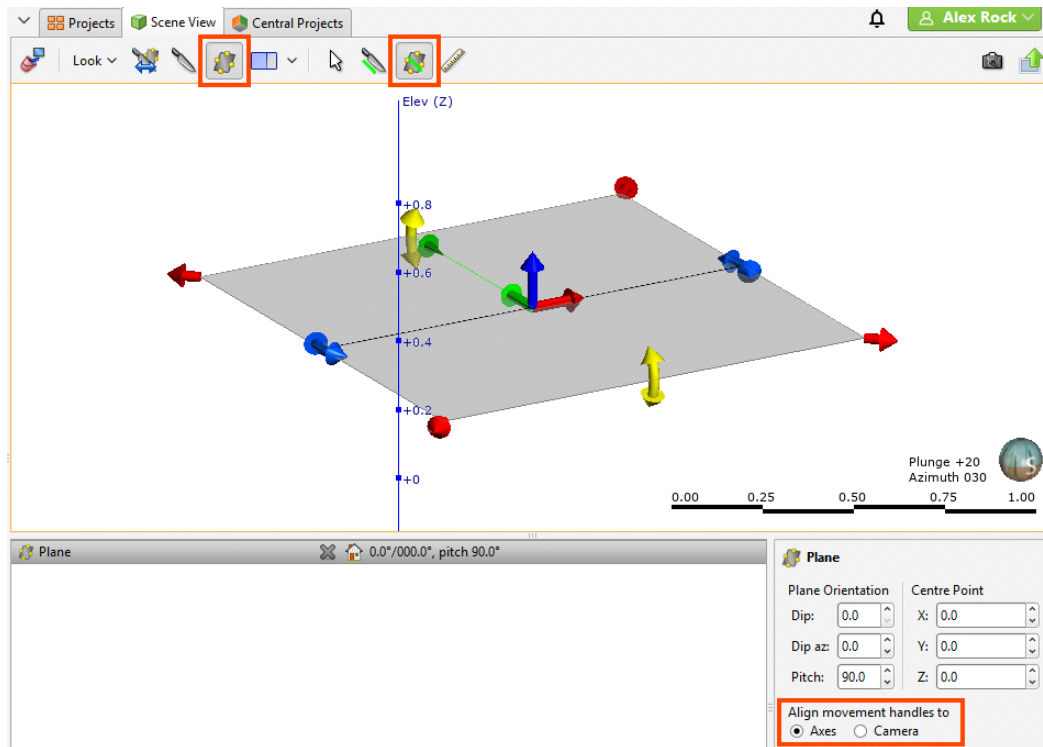 Projects
Scene View
Central Projects
Alex Rock
Look
Elev (Z)
+0.8
+0.6
+0.4
+0.2
+0
S
Plunge +20
Azimuth 030
0.00 0.25 0.50 0.75 1.00
Plane
0.0°/000.0°, pitch 90.0°
Plane
Plane Orientation Centre Point
Dip: 0.0 X: 0.0
Dip az: 0.0 Y: 0.0
Pitch: 90.0 Z: 0.0
Align movement handles to
Axes Camera